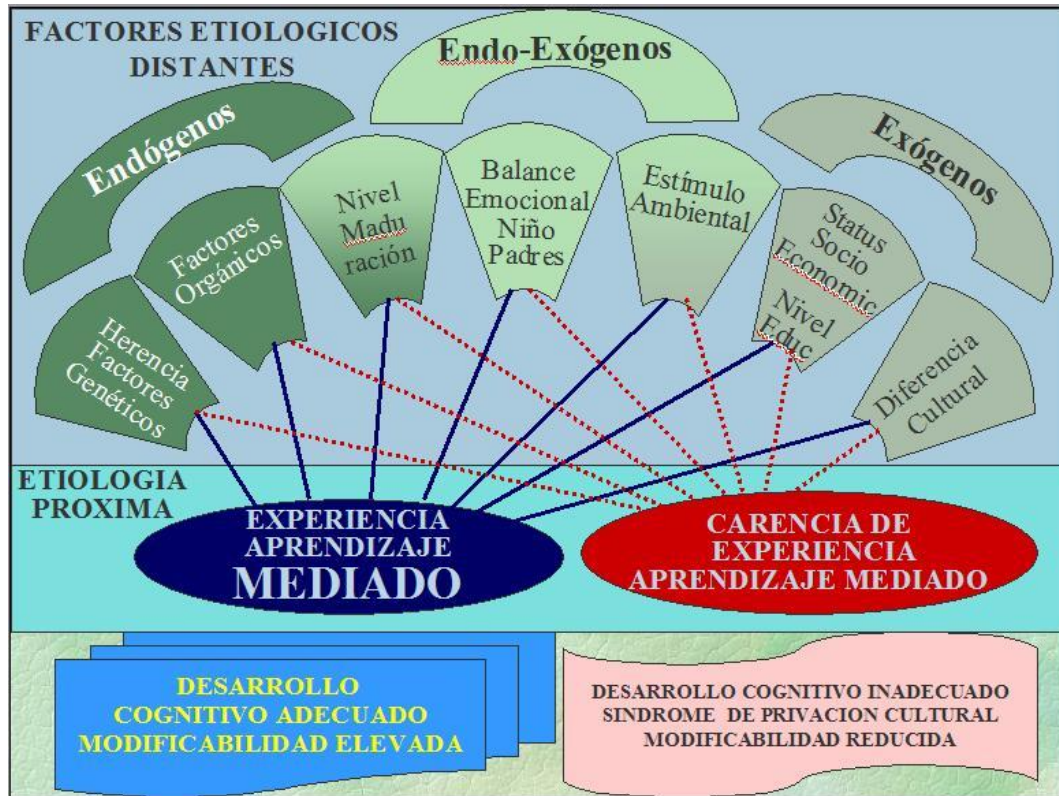 FACTORES ETIOLOGICOS
DISTANTES
Endógenos
Endo-Exógenos
Exógenos
Herencia
Factores
Genéticos
Factores
Orgánicos
Nivel
Madu
ración
Balance
Emocional
Niño
Padres
Estímulo
Ambiental
Status
Socio
Economic
Nivel
Educ
Diferencia
Cultural
ETIOLOGIA
PROXIMA
EXPERIENCIA
APRENDIZAJE
MEDIADO
CARENCIA DE
EXPERIENCIA
APRENDIZAJE MEDIADO
DESARROLLO
COGNITIVO ADECUADO
MODIFICABILIDAD ELEVADA
DESARROLLO COGNITIVO INADECUADO
SINDROME DE PRIVACION CULTURAL
MODIFICABILIDAD REDUCIDA